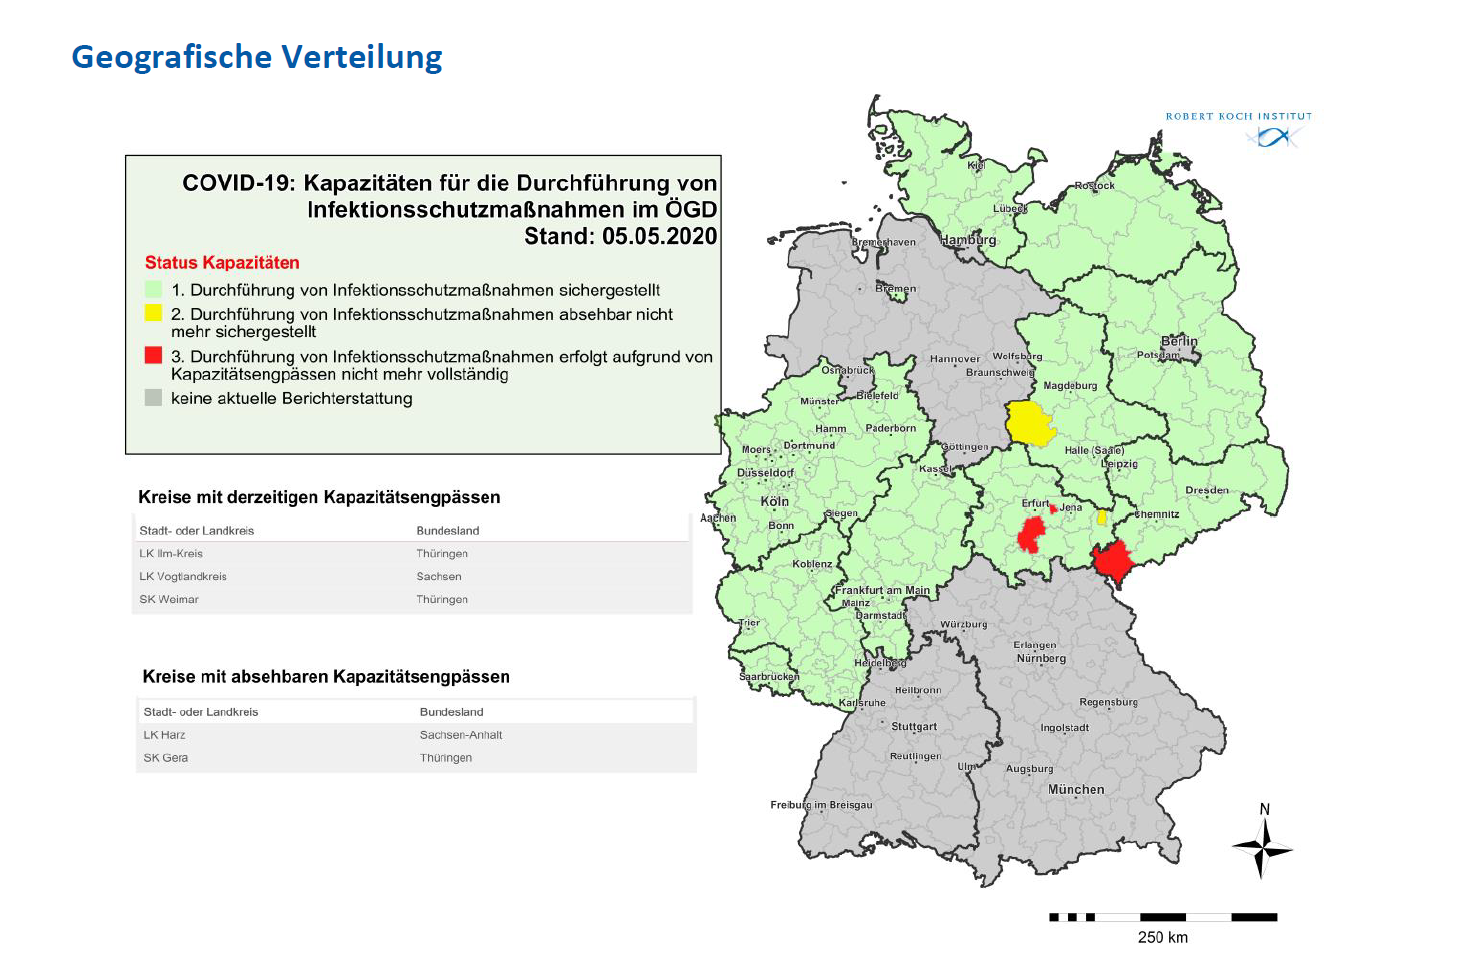 Geografische Verteilung
ROBERT KOCH INSTITUT
COVID-19: Kapazitäten für die Durchführung von
Infektionsschutzmaßnahmen im ÖGD
Stand: 05.05.2020
Status Kapazitäten
1. Durchführung von Infektionsschutzmaßnahmen sichergestellt
2. Durchführung von Infektionsschutzmaßnahmen absehbar nicht
mehr sichergestellt
3. Durchführung von Infektionsschutzmaßnahmen erfolgt aufgrund von
Kapazitätsengpässen nicht mehr vollständig
keine aktuelle Berichterstattung
Kreise mit derzeitigen Kapazitätsengpässen
Stadt- oder Landkreis Bundesland
LK Ilm-Kreis Thüringen
LK Vogtlandkreis Sachsen
SK Weimar Thüringen
Kreise mit absehbaren Kapazitätsengpässen
Stadt- oder Landkreis Bundesland
LK Harz Sachsen-Anhalt
SK Gera Thüringen
Kiel
Rostock
Lübeck
Bremerhaven
Hamburg
Bremen
Berlin
Potsdam
Hannover
Wolfsburg
Braunschweig
Osnabrück
Magdeburg
Bielefeld
Münster
Hamm
Paderborn
Göttingen
Moers
Dortmund
Halle (Saale)
Leipzig
Kassel
Düsseldorf
Dresden
Köln
Erfurt
Jena
Siegen
Chemnitz
Aachen
Bonn
Koblenz
Frankfurt am Main
Mainz
Darmstadt
Trier
Würzburg
Erlangen
Nürnberg
Heidelberg
Saarbrücken
Heilbronn
Karlsruhe
Regensburg
Stuttgart
Ingolstadt
Reutlingen
Ulm
Augsburg
München
Freiburg im Breisgau
N
250 km